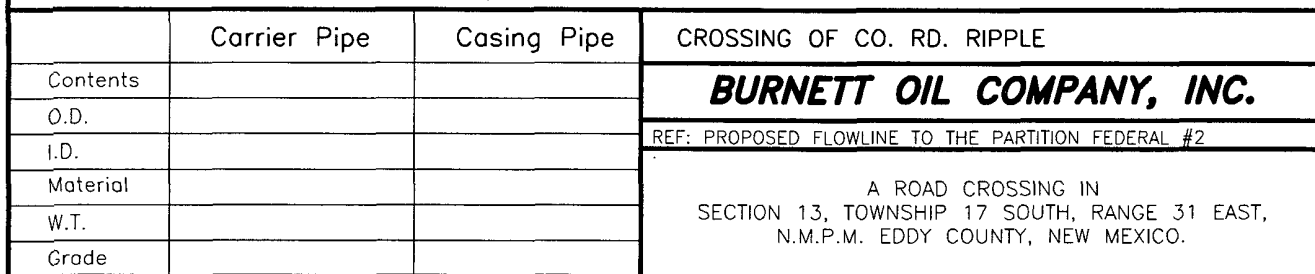 Carrier Pipe Casing Pipe
Contents
O.D.
I.D.
Material
W.T.
Grade
CROSSING OF CO. RD. RIPPLE
BURNETT OIL COMPANY, INC.
REF: PROPOSED FLOWLINE TO THE PARTITION FEDERAL #2
A ROAD CROSSING IN
SECTION 13, TOWNSHIP 17 SOUTH, RANGE 31 EAST,
N.M.P.M. EDDY COUNTY, NEW MEXICO.